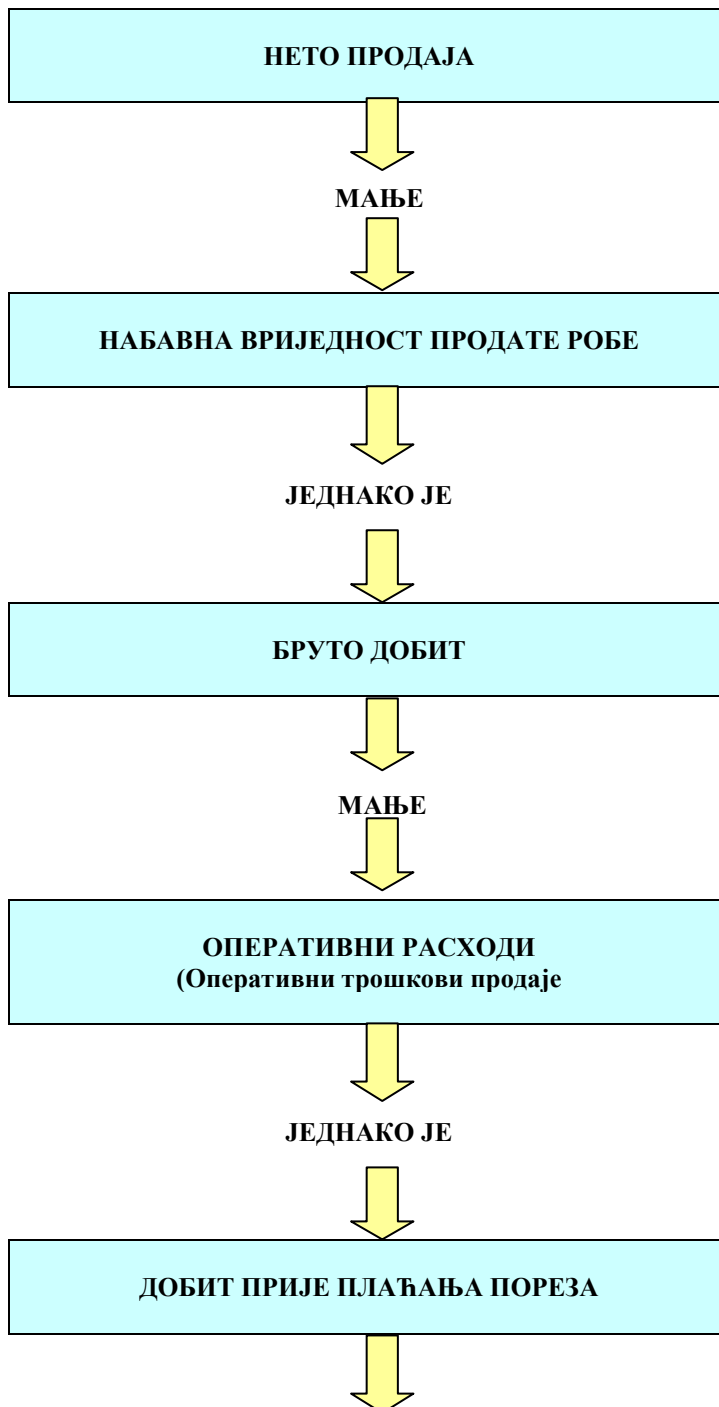 НЕТО ПРОДАЈА
МАЊЕ
НАБАВНА ВРИЈЕДНОСТ ПРОДАТЕ РОБЕ
ЈЕДНАКО ЈЕ
БРУТО ДОБИТ
МАЊЕ
ОПЕРАТИВНИ РАСХОДИ
(Оперативни трошкови продаје
ЈЕДНАКО ЈЕ
ДОБИТ ПРИЈЕ ПЛАЋАЊА ПОРЕЗА